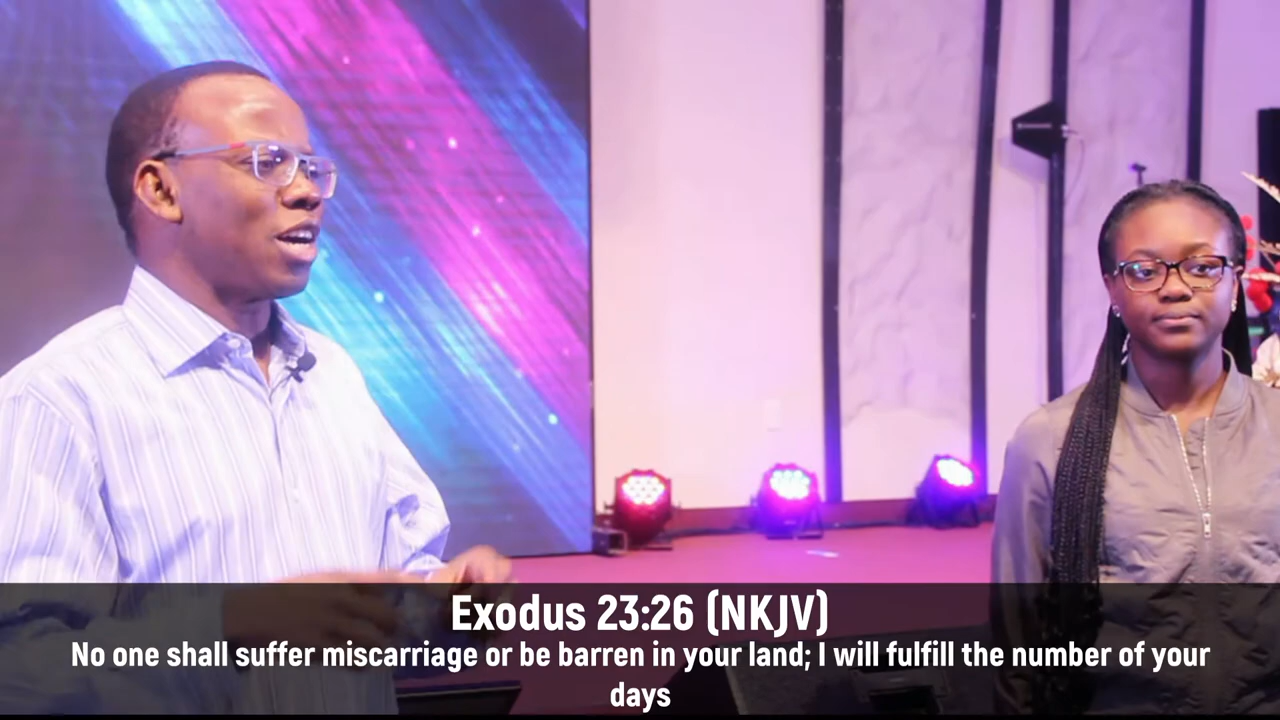 Exodus 23:26 (NKJV)
No one shall suffer miscarriage or be barren in your land; I will fulfill the number of your
days